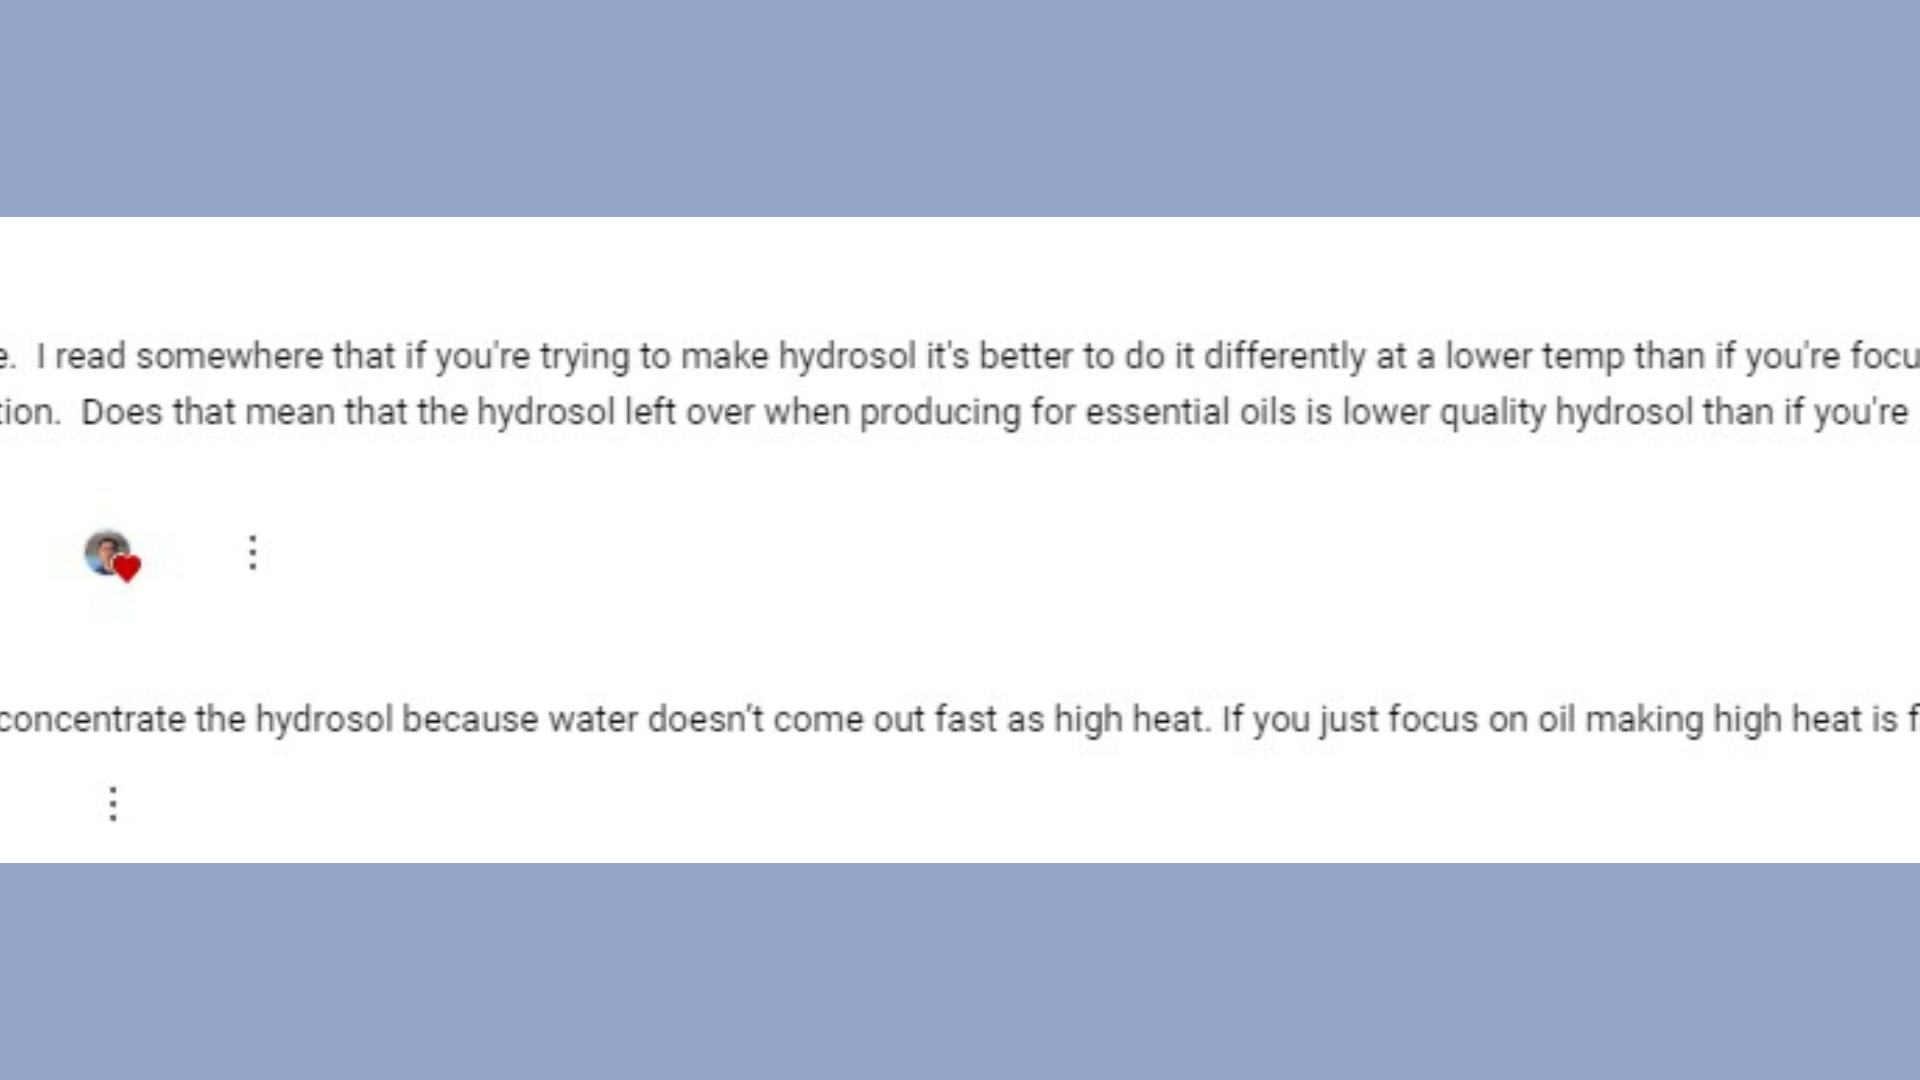 e. I read somewhere that if you're trying to make hydrosol it's better to do it differently at a lower temp than if you're focu
tion. Does that mean that the hydrosol left over when producing for essential oils is lower quality hydrosol than if you're
concentrate the hydrosol because water doesn't come out fast as high heat. If you just focus on oil making high heat is f